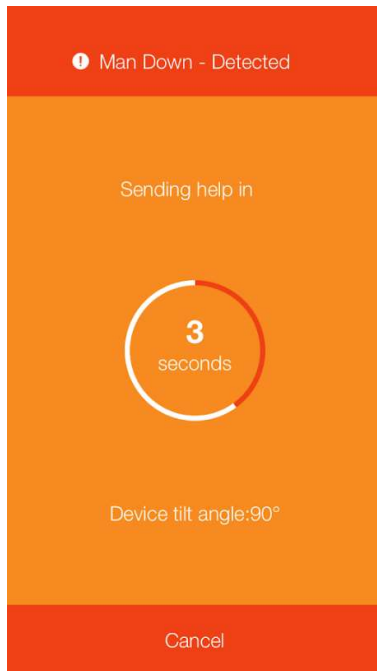 Man Down - Detected
Sending help in
3
seconds
Device tilt angle:90°
Cancel